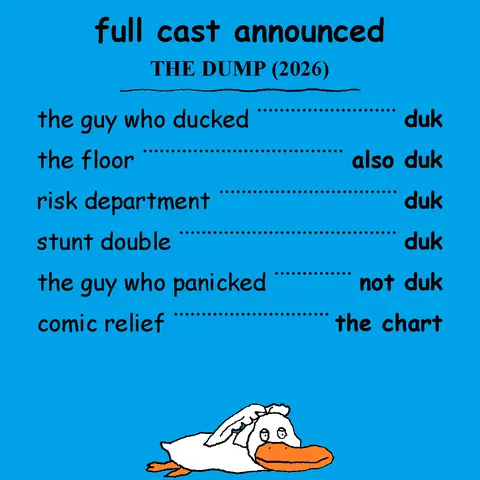 full cast announced
THE DUMP (2026)
the guy who ducked ........................ duk
the floor ................................... also duk
risk department ............................... duk
stunt double ..................................... duk
the guy who panicked ............. not duk
comic relief ........................... the chart